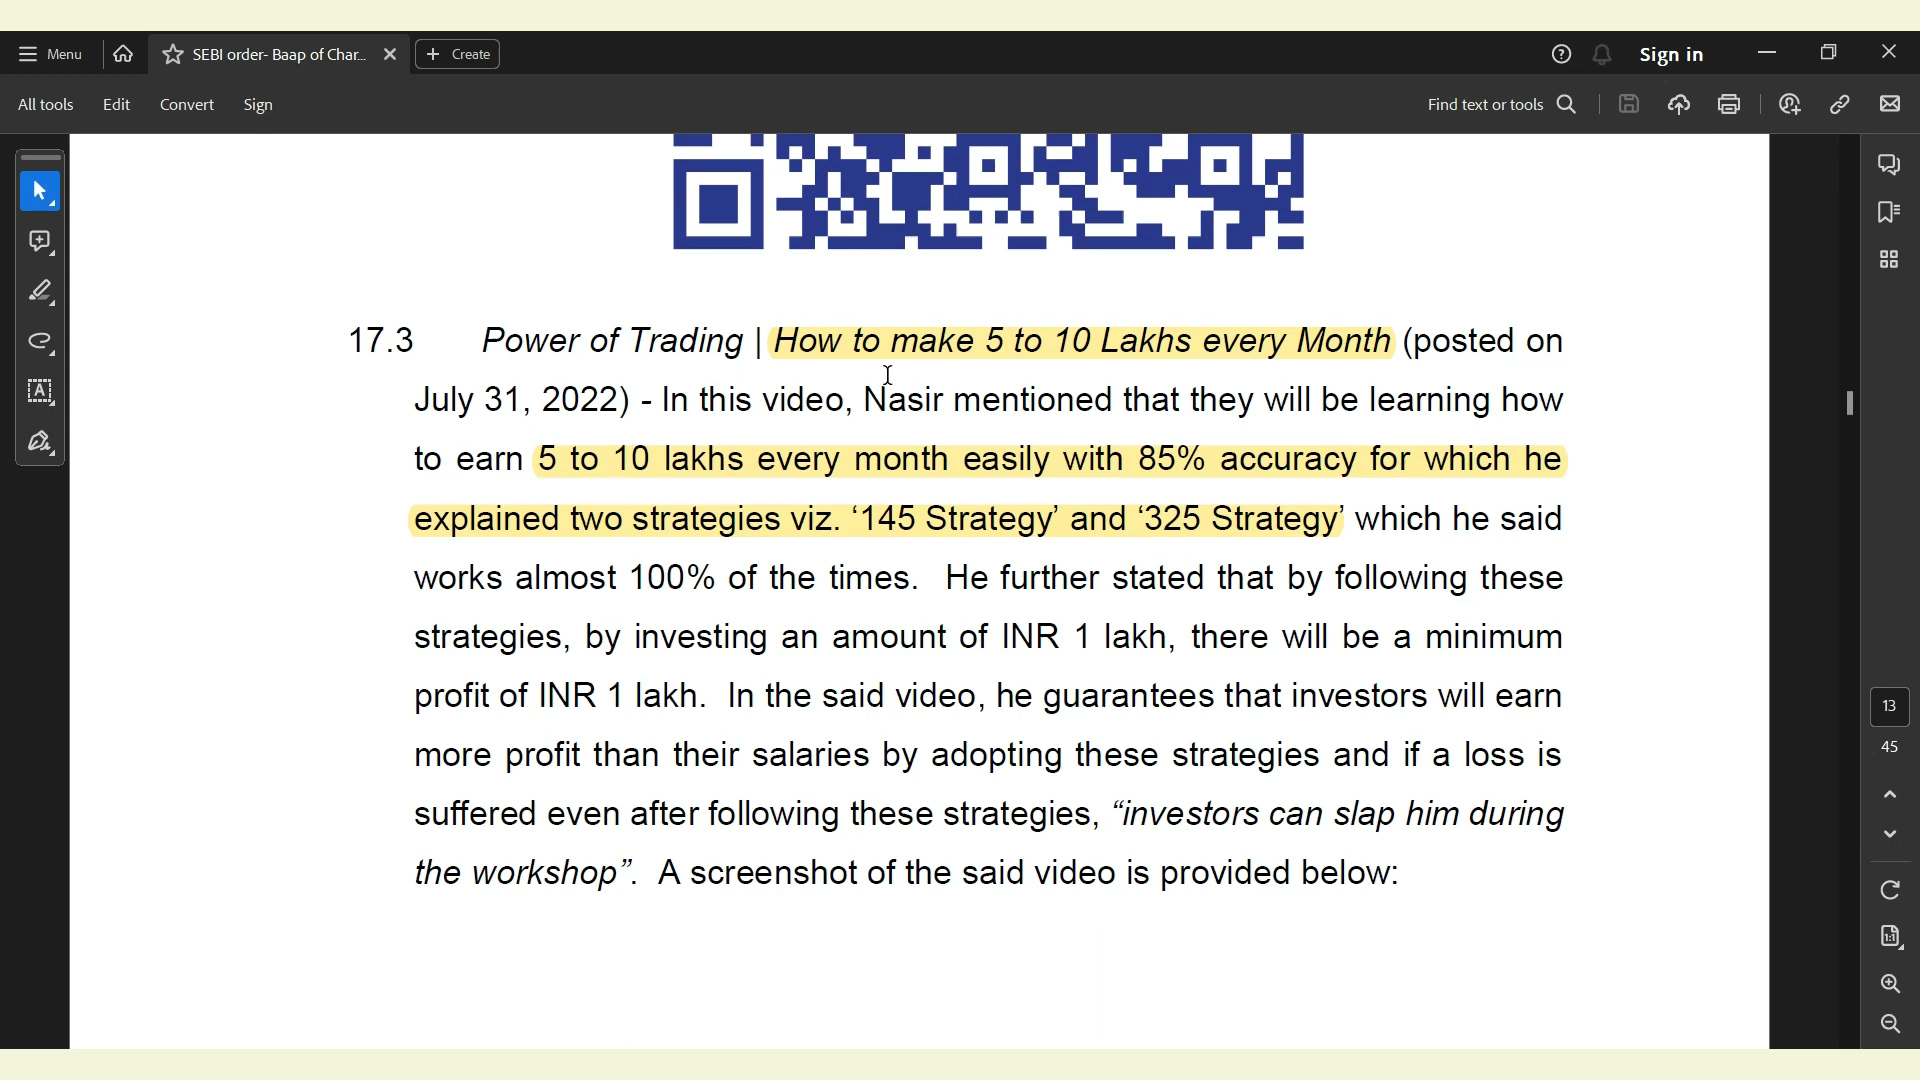 Menu
SEBI order- Baap of Char...
Create
Sign in
All tools
Edit
Convert
Sign
Find text or tools
17.3 Power of Trading | How to make 5 to 10 Lakhs every Month (posted on
July 31, 2022) - In this video, Nasir mentioned that they will be learning how
to earn 5 to 10 lakhs every month easily with 85% accuracy for which he
explained two strategies viz. ‘145 Strategy’ and ‘325 Strategy’ which he said
works almost 100% of the times. He further stated that by following these
strategies, by investing an amount of INR 1 lakh, there will be a minimum
profit of INR 1 lakh. In the said video, he guarantees that investors will earn
more profit than their salaries by adopting these strategies and if a loss is
suffered even after following these strategies, “investors can slap him during
the workshop”. A screenshot of the said video is provided below:
13
45